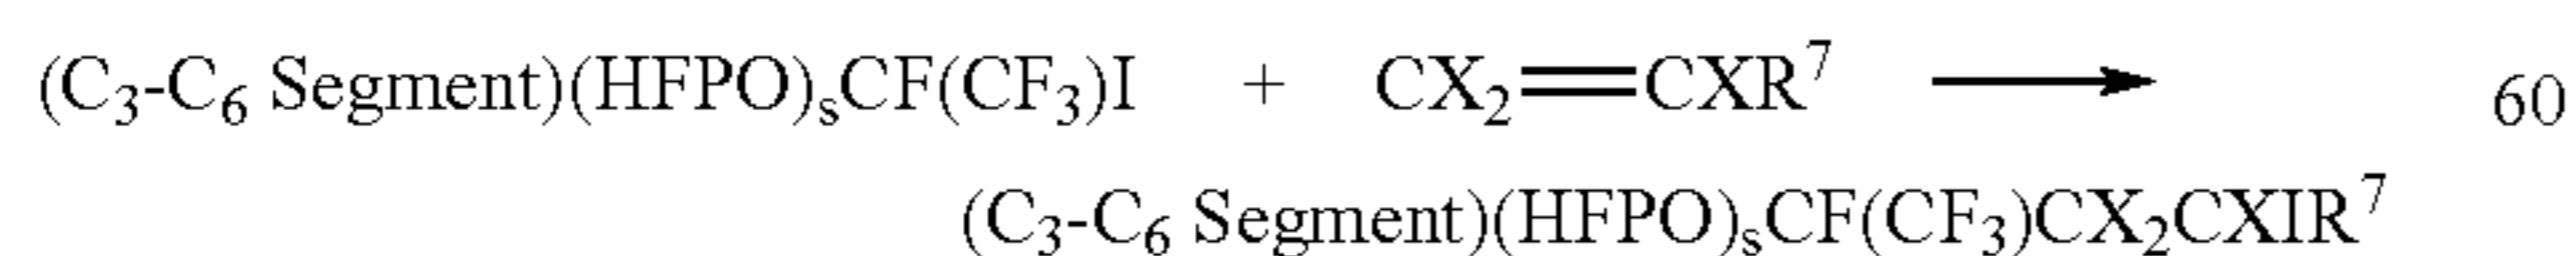 (C₃-C₆ Segment)(HFPO)ₛCF(CF₃)I + CX₂=CXR⁷ ⟶ 60
(C₃-C₆ Segment)(HFPO)ₛCF(CF₃)CX₂CXIR⁷